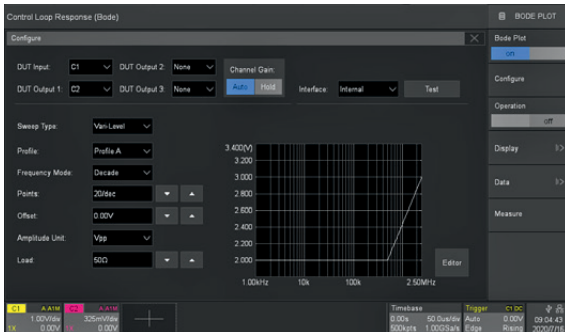 Control Loop Response (Bode)
BODE PLOT
Configure
Bode Plot
on
DUT Input: C1 DUT Output 2: None Channel Gain:
DUT Output 1: C2 DUT Output 3: None Auto Hold Interface: Internal Test
Configure
Operation
off
Sweep Type: Vari-Level
Profile: Profile A
Frequency Mode: Decade
Points: 20/dec
Offset: 0.00V
Amplitude Unit: Vpp
Load: 50Ω
3.400(V)
3.200
3.000
2.800
2.600
2.400
2.200
2.000
1.00kHz 10k 100k 2.50MHz
Editor
Display
Data
Measure
C1 C2 Timebase Trigger C1 DC
1.00V/div 325mV/div 0.00s 50.0us/div Auto 0.00V 09:04:43
1X 0.00V 1X 0.00V 500kpts 1.00GSa/s Edge Rising